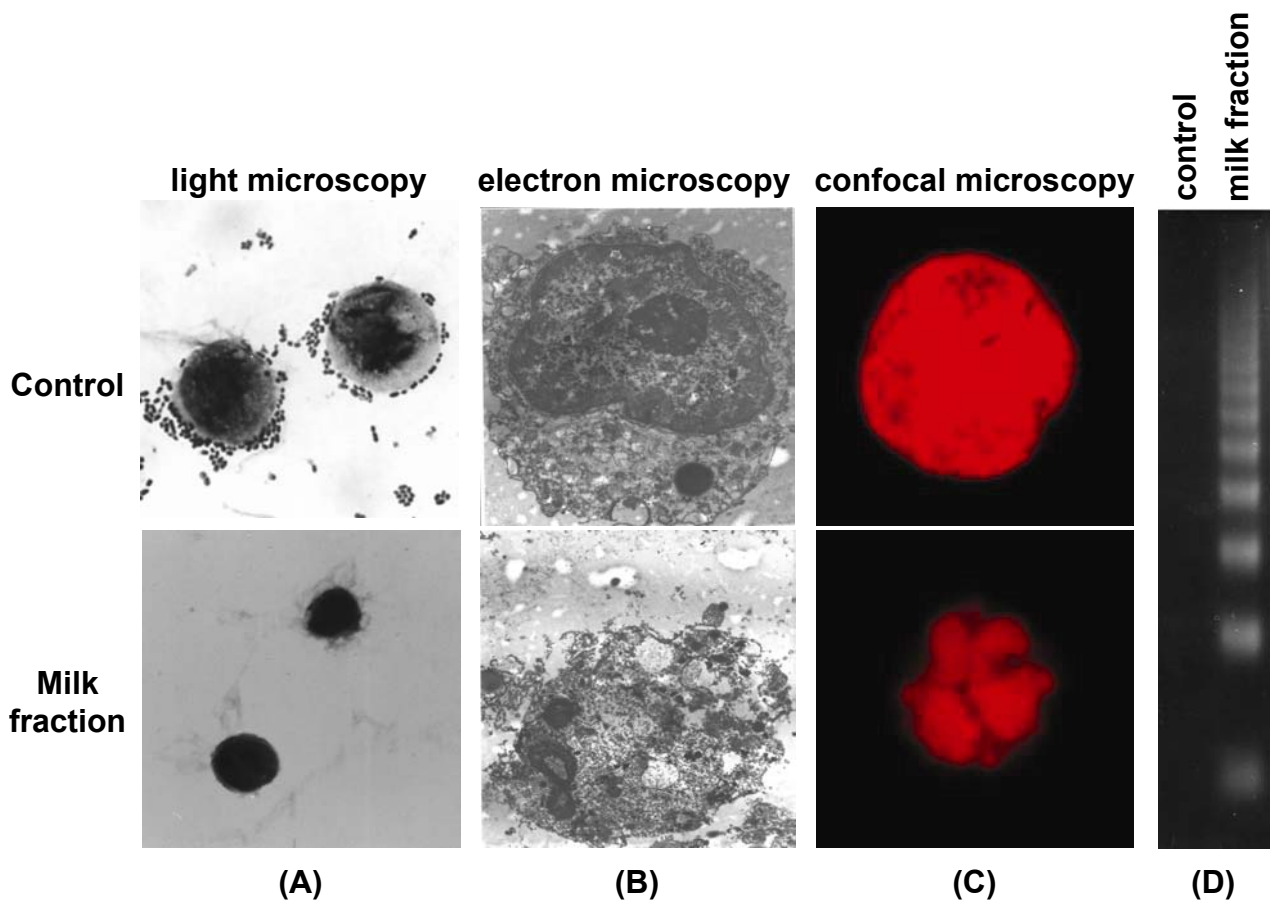 control
milk fraction
light microscopy
electron microscopy
confocal microscopy
Control
Milk
fraction
(A)
(B)
(C)
(D)